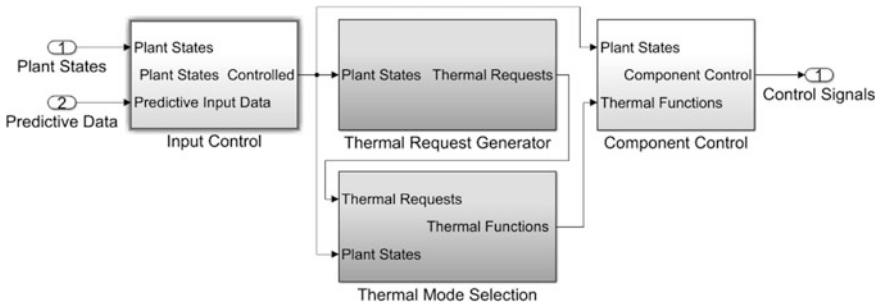 1
Plant States
2
Predictive Data
Plant States
Plant States Controlled
Predictive Input Data
Input Control
Plant States Thermal Requests
Thermal Request Generator
Thermal Requests
Thermal Functions
Plant States
Thermal Mode Selection
Plant States
Component Control
Thermal Functions
Component Control
1
Control Signals